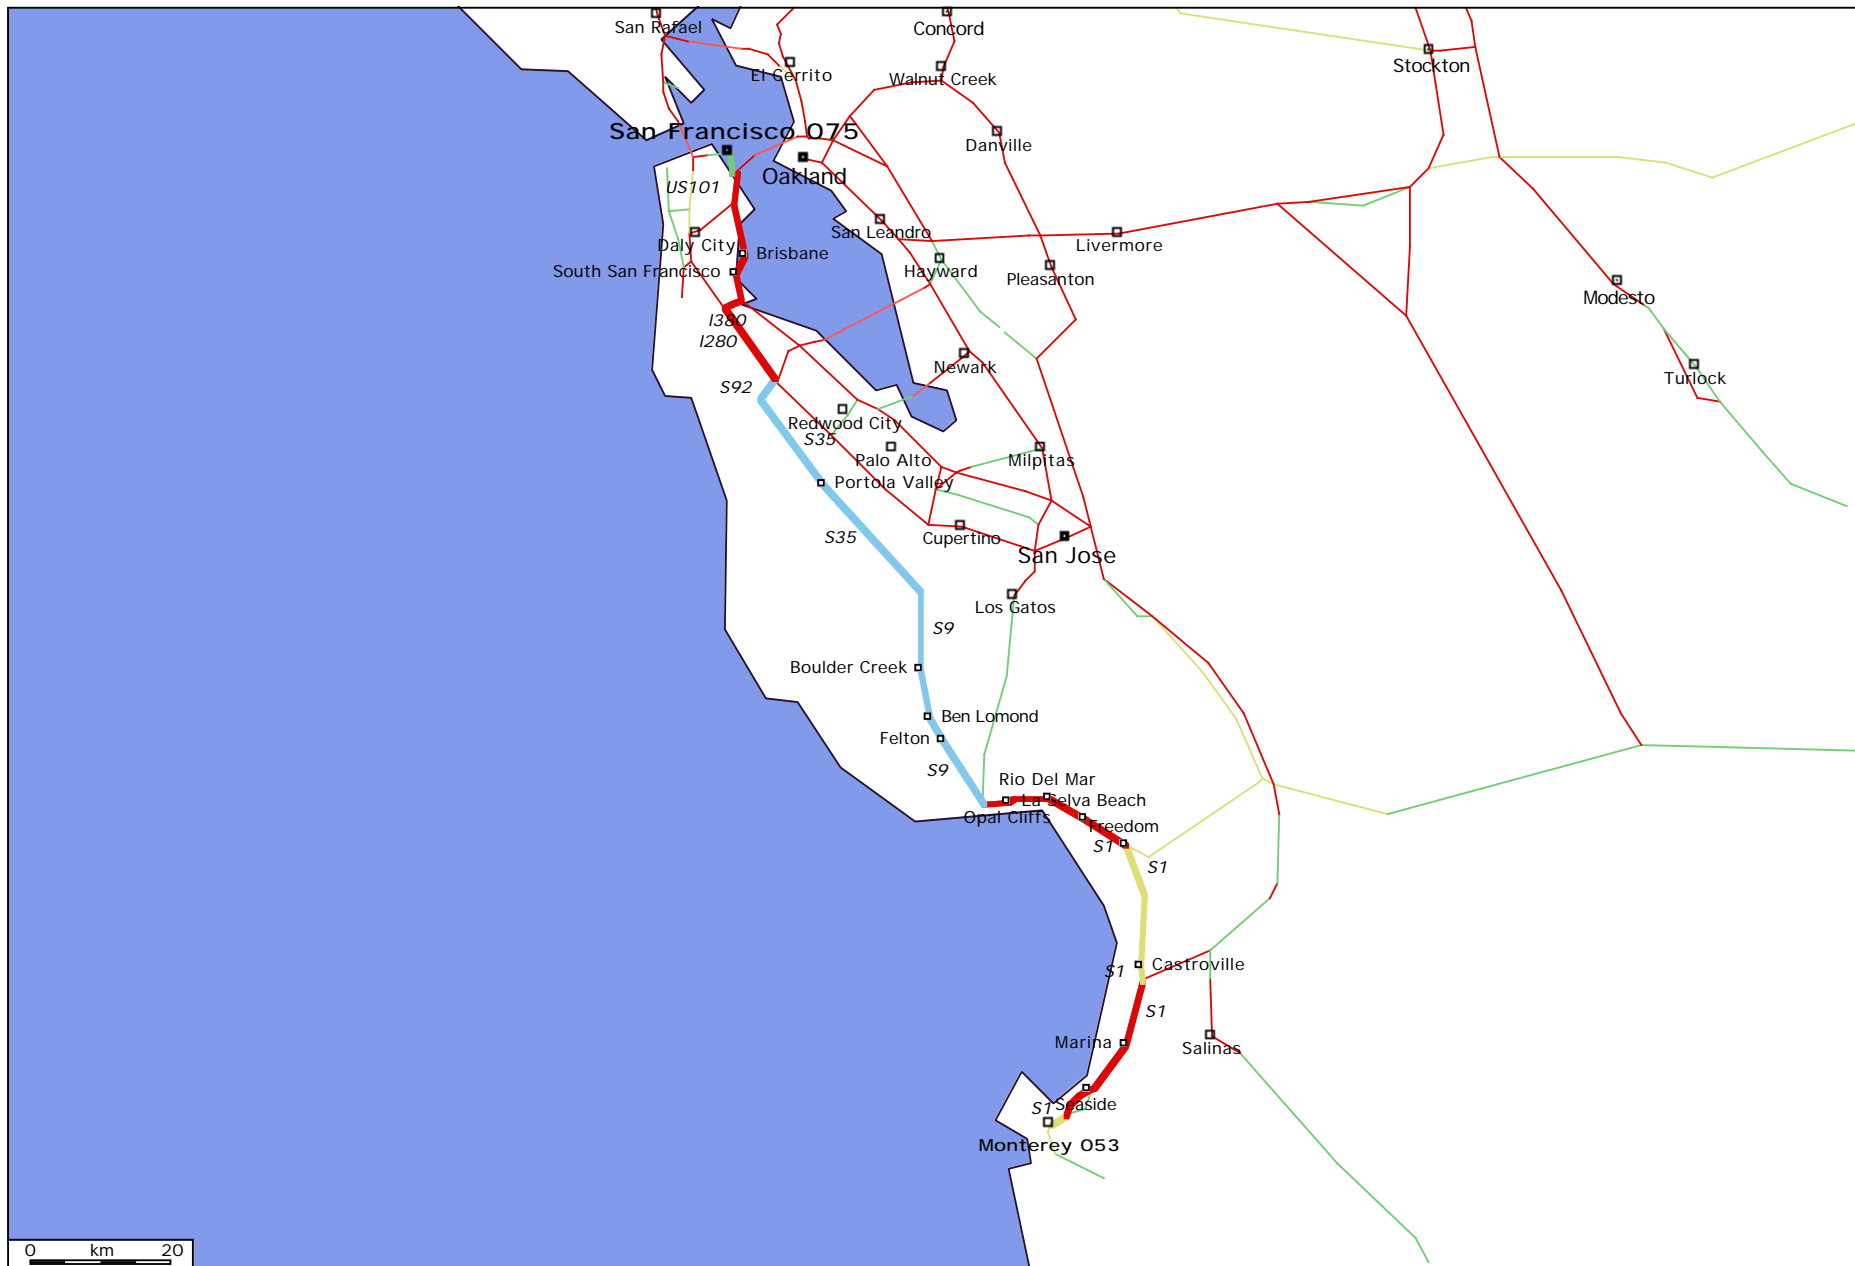 San Rafael
Concord
El Cerrito
Walnut Creek
Stockton
San Francisco 075
Danville
Oakland
US101
San Leandro
Daly City
Brisbane
Livermore
South San Francisco
Hayward
Pleasanton
Modesto
I380
I280
Newark
S92
Turlock
Redwood City
S35
Palo Alto
Milpitas
Portola Valley
S35
Cupertino
San Jose
Los Gatos
S9
Boulder Creek
Ben Lomond
Felton
S9
Rio Del Mar
La Selva Beach
Opal Cliffs
Freedom
S1
S1
Castroville
S1
S1
Marina
Salinas
S1
Seaside
Monterey 053
0 km 20